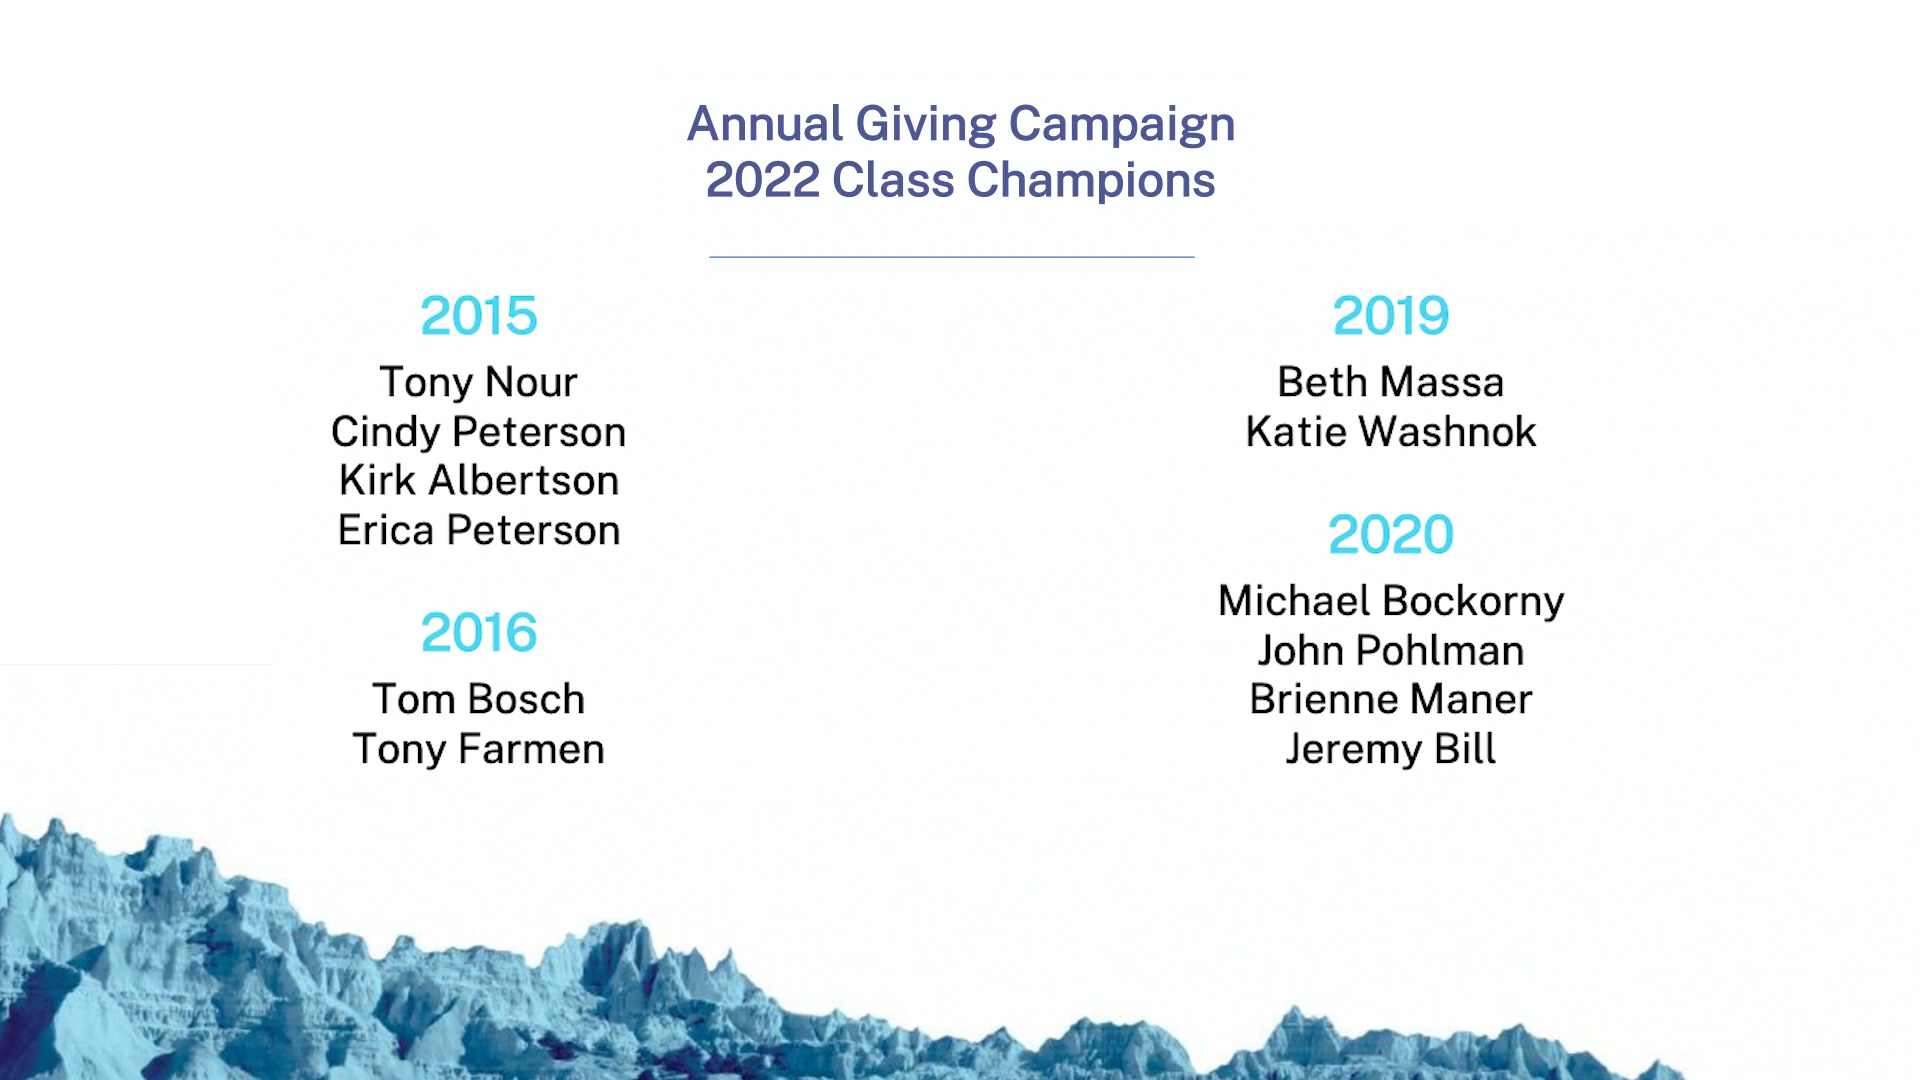 Annual Giving Campaign
2022 Class Champions
2015
Tony Nour
Cindy Peterson
Kirk Albertson
Erica Peterson
2016
Tom Bosch
Tony Farmen
2019
Beth Massa
Katie Washnok
2020
Michael Bockorny
John Pohlman
Brienne Maner
Jeremy Bill